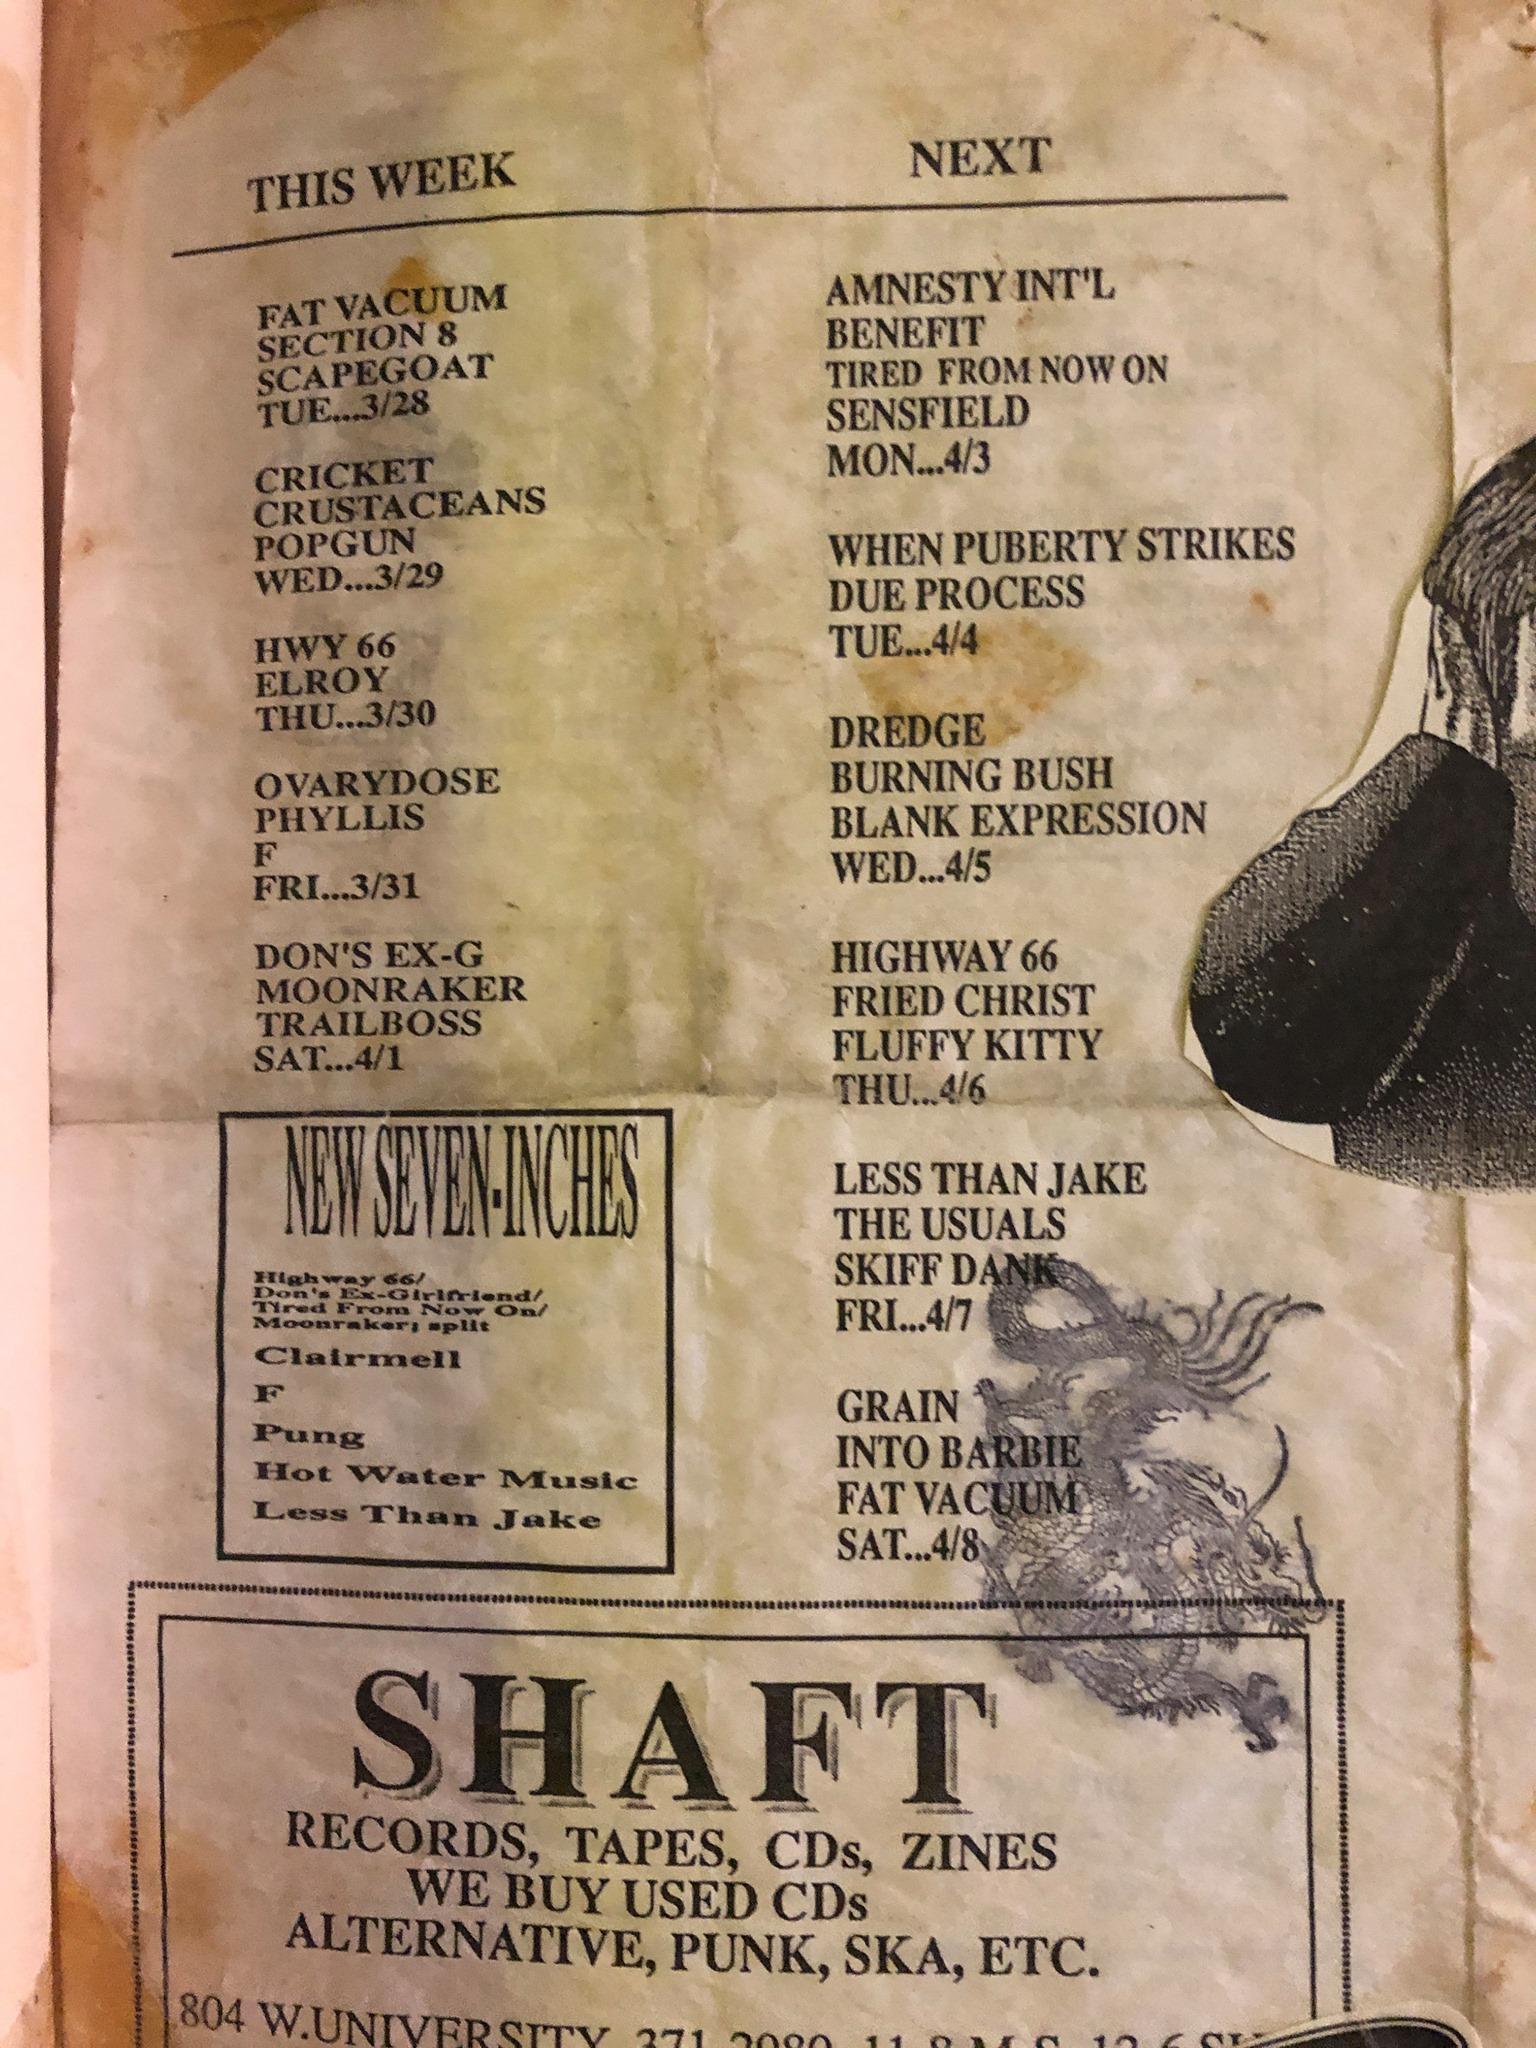 THIS WEEK
FAT VACUUM
SECTION 8
SCAPEGOAT
TUE...3/28
CRICKET
CRUSTACEANS
POPGUN
WED...3/29
HWY 66
ELROY
THU...3/30
OVARYDOSE
PHYLLIS
F
FRI...3/31
DON'S EX-G
MOONRAKER
TRAILBOSS
SAT...4/1
NEW SEVEN-INCHES
Highway 66/
Don's Ex-Girlfriend/
Tired From Now On/
Moonraker; split
Clairmell
F
Pung
Hot Water Music
Less Than Jake
NEXT
AMNESTY INT'L
BENEFIT
TIRED FROM NOW ON
SENSFIELD
MON...4/3
WHEN PUBERTY STRIKES
DUE PROCESS
TUE...4/4
DREDGE
BURNING BUSH
BLANK EXPRESSION
WED...4/5
HIGHWAY 66
FRIED CHRIST
FLUFFY KITTY
THU...4/6
LESS THAN JAKE
THE USUALS
SKIFF DANK
FRI...4/7
GRAIN
INTO BARBIE
FAT VACUUM
SAT...4/8
SHAFT
RECORDS, TAPES, CDs, ZINES
WE BUY USED CDs
ALTERNATIVE, PUNK, SKA, ETC.
804 W.UNIVERSITY